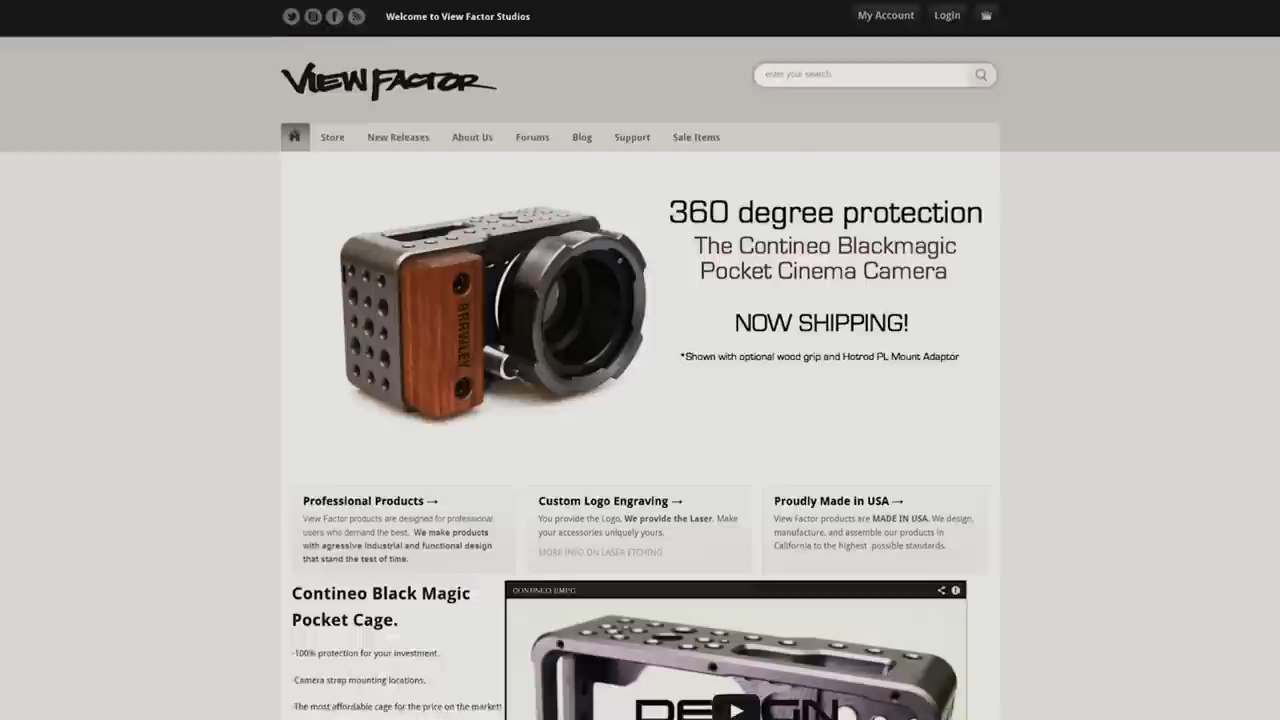 Welcome to View Factor Studios
My Account
Login
VIEW FACTOR
enter your search
Store
New Releases
About Us
Forums
Blog
Support
Sale Items
360 degree protection
The Contineo Blackmagic
Pocket Cinema Camera
NOW SHIPPING!
*Shown with optional wood grip and Hotrod PL Mount Adaptor
BRAWLEY
Professional Products →
View Factor products are designed for professional
users who demand the best. We make products
with agressive industrial and functional design
that stand the test of time.
Custom Logo Engraving →
You provide the Logo, We provide the Laser. Make
your accessories uniquely yours.
MORE INFO ON LASER ETCHING
Proudly Made in USA →
View Factor products are MADE IN USA. We design,
manufacture, and assemble our products in
California to the highest possible standards.
Contineo Black Magic
Pocket Cage.
-100% protection for your investment.
-Camera strap mounting locations.
-The most affordable cage for the price on the market!
CONTINEO BMPC
DESIGN